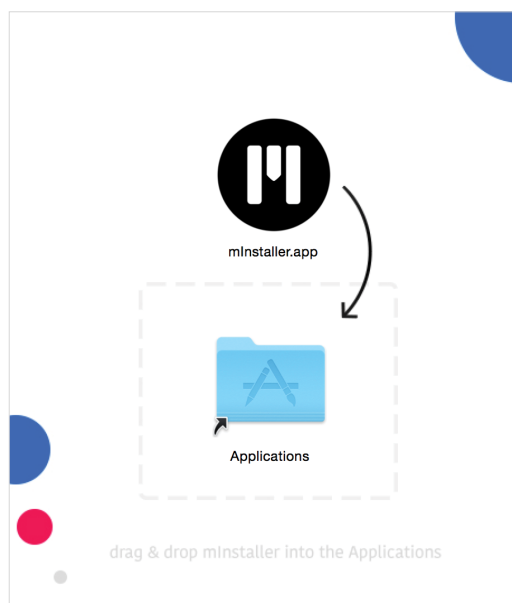 mInstaller.app
Applications
drag & drop mInstaller into the Applications